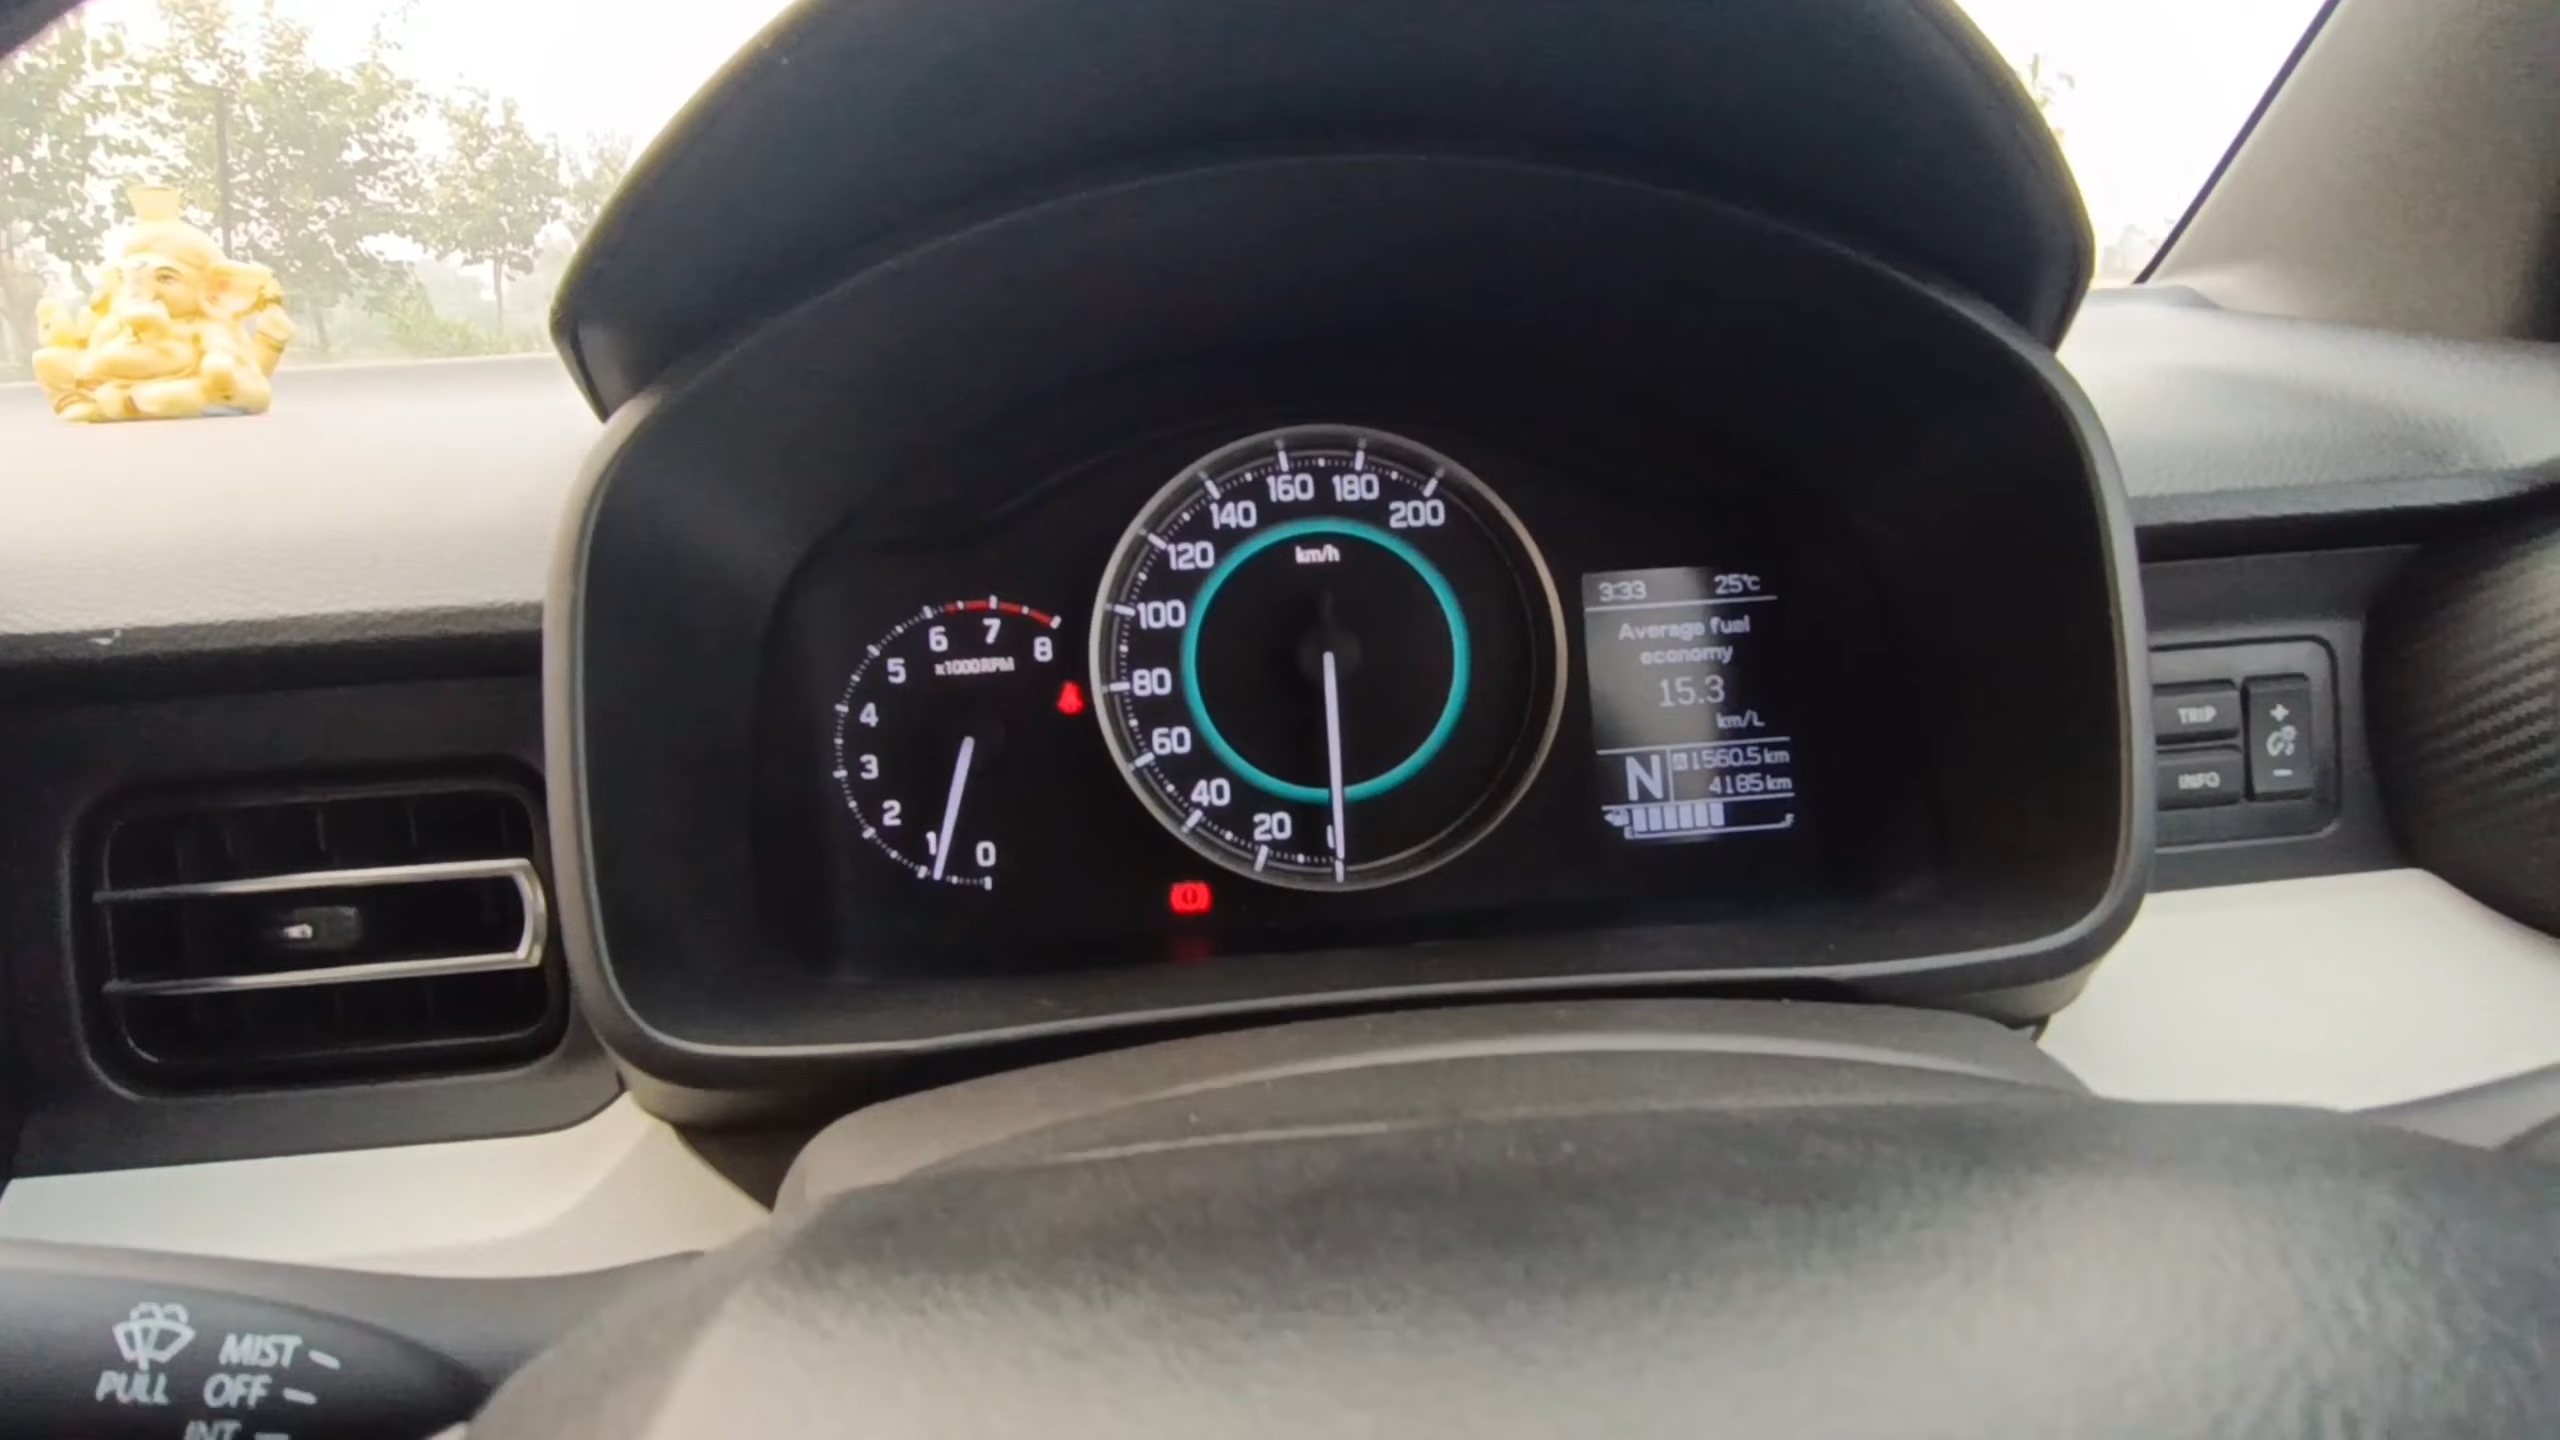 8
7
6
5
4
3
2
1
0
x1000RPM
200
180
160
140
120
100
80
60
40
20
km/h
3:33 25°C
Average fuel
economy
15.3
km/L
N
A 1560.5 km
4185 km
TRIP
INFO
+
-
MIST
PULL OFF
INT